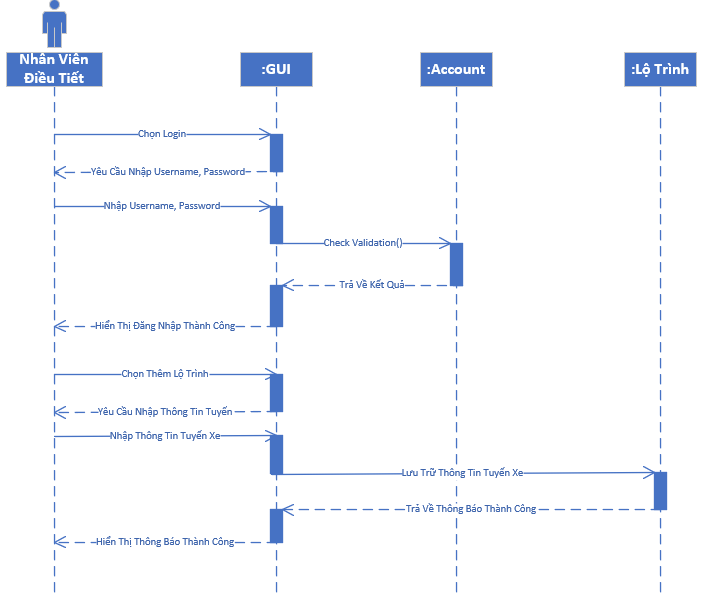 Nhân Viên
Điều Tiết
:GUI
:Account
:Lộ Trình
Chọn Login
Yêu Cầu Nhập Username, Password
Nhập Username, Password
Check Validation()
Trả Về Kết Quả
Hiển Thị Đăng Nhập Thành Công
Chọn Thêm Lộ Trình
Yêu Cầu Nhập Thông Tin Tuyến
Nhập Thông Tin Tuyến Xe
Lưu Trữ Thông Tin Tuyến Xe
Trả Về Thông Báo Thành Công
Hiển Thị Thông Báo Thành Công